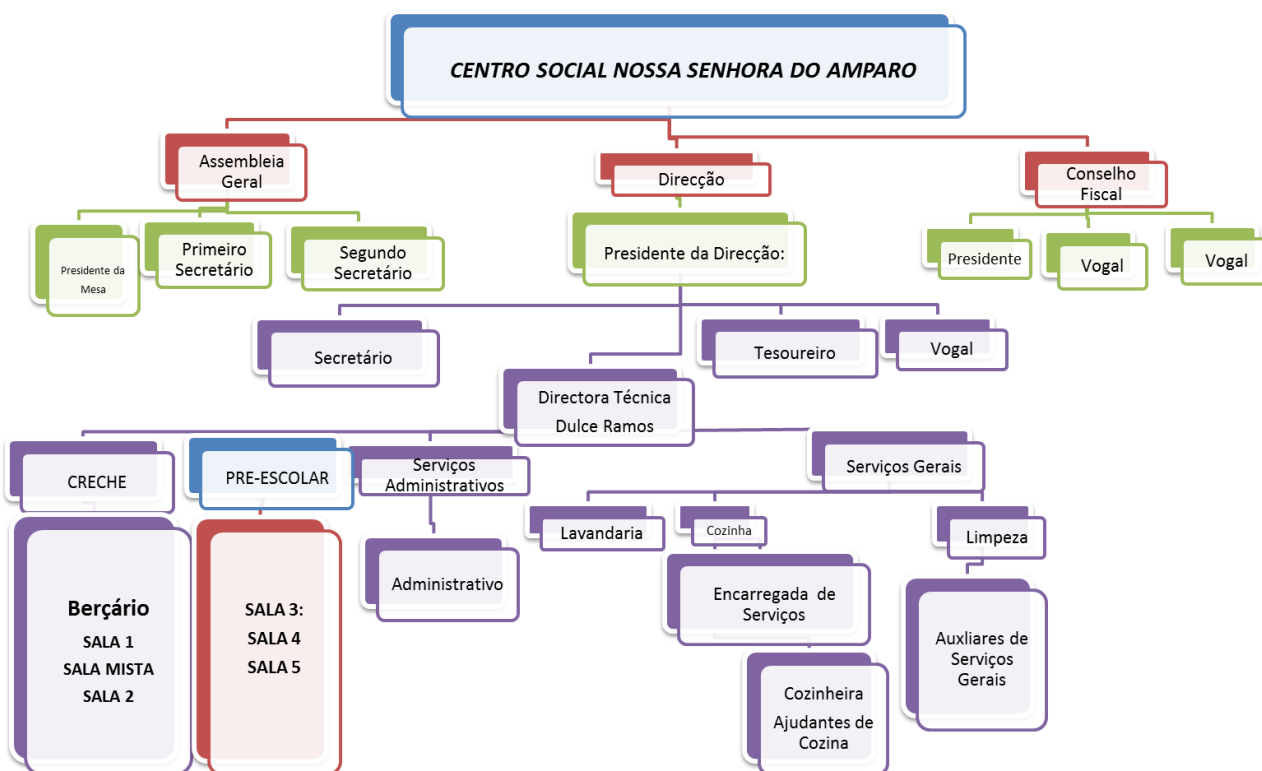 CENTRO SOCIAL NOSSA SENHORA DO AMPARO
Assembleia
Geral
Direcção
Conselho
Fiscal
Presidente da
Mesa
Primeiro
Secretário
Segundo
Secretário
Presidente da Direcção:
Presidente
Vogal
Vogal
Secretário
Tesoureiro
Vogal
Directora Técnica
Dulce Ramos
CRECHE
PRE-ESCOLAR
Serviços
Administrativos
Serviços Gerais
Lavandaria
Cozinha
Limpeza
Berçário
SALA 1
SALA MISTA
SALA 2
SALA 3:
SALA 4
SALA 5
Administrativo
Encarregada de
Serviços
Auxliares de
Serviços
Gerais
Cozinheira
Ajudantes de
Cozina